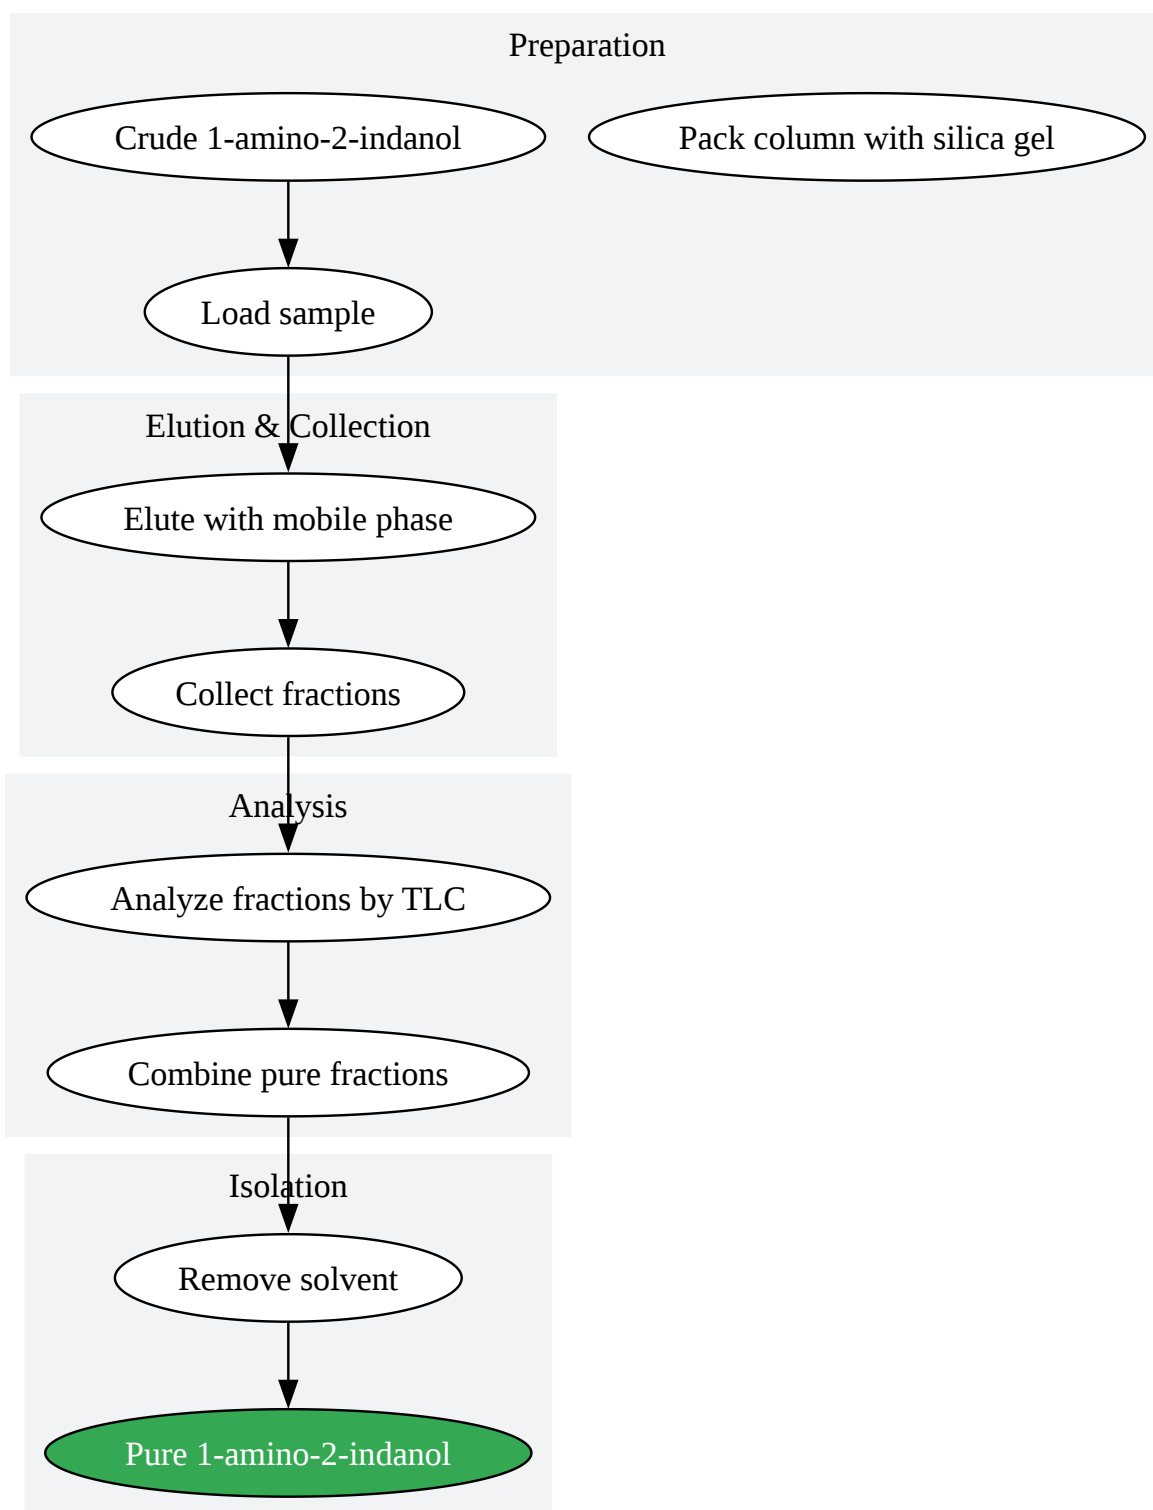 Preparation
Crude 1-amino-2-indanol
Pack column with silica gel
Load sample
Elution & Collection
Elute with mobile phase
Collect fractions
Analysis
Analyze fractions by TLC
Combine pure fractions
Isolation
Remove solvent
Pure 1-amino-2-indanol